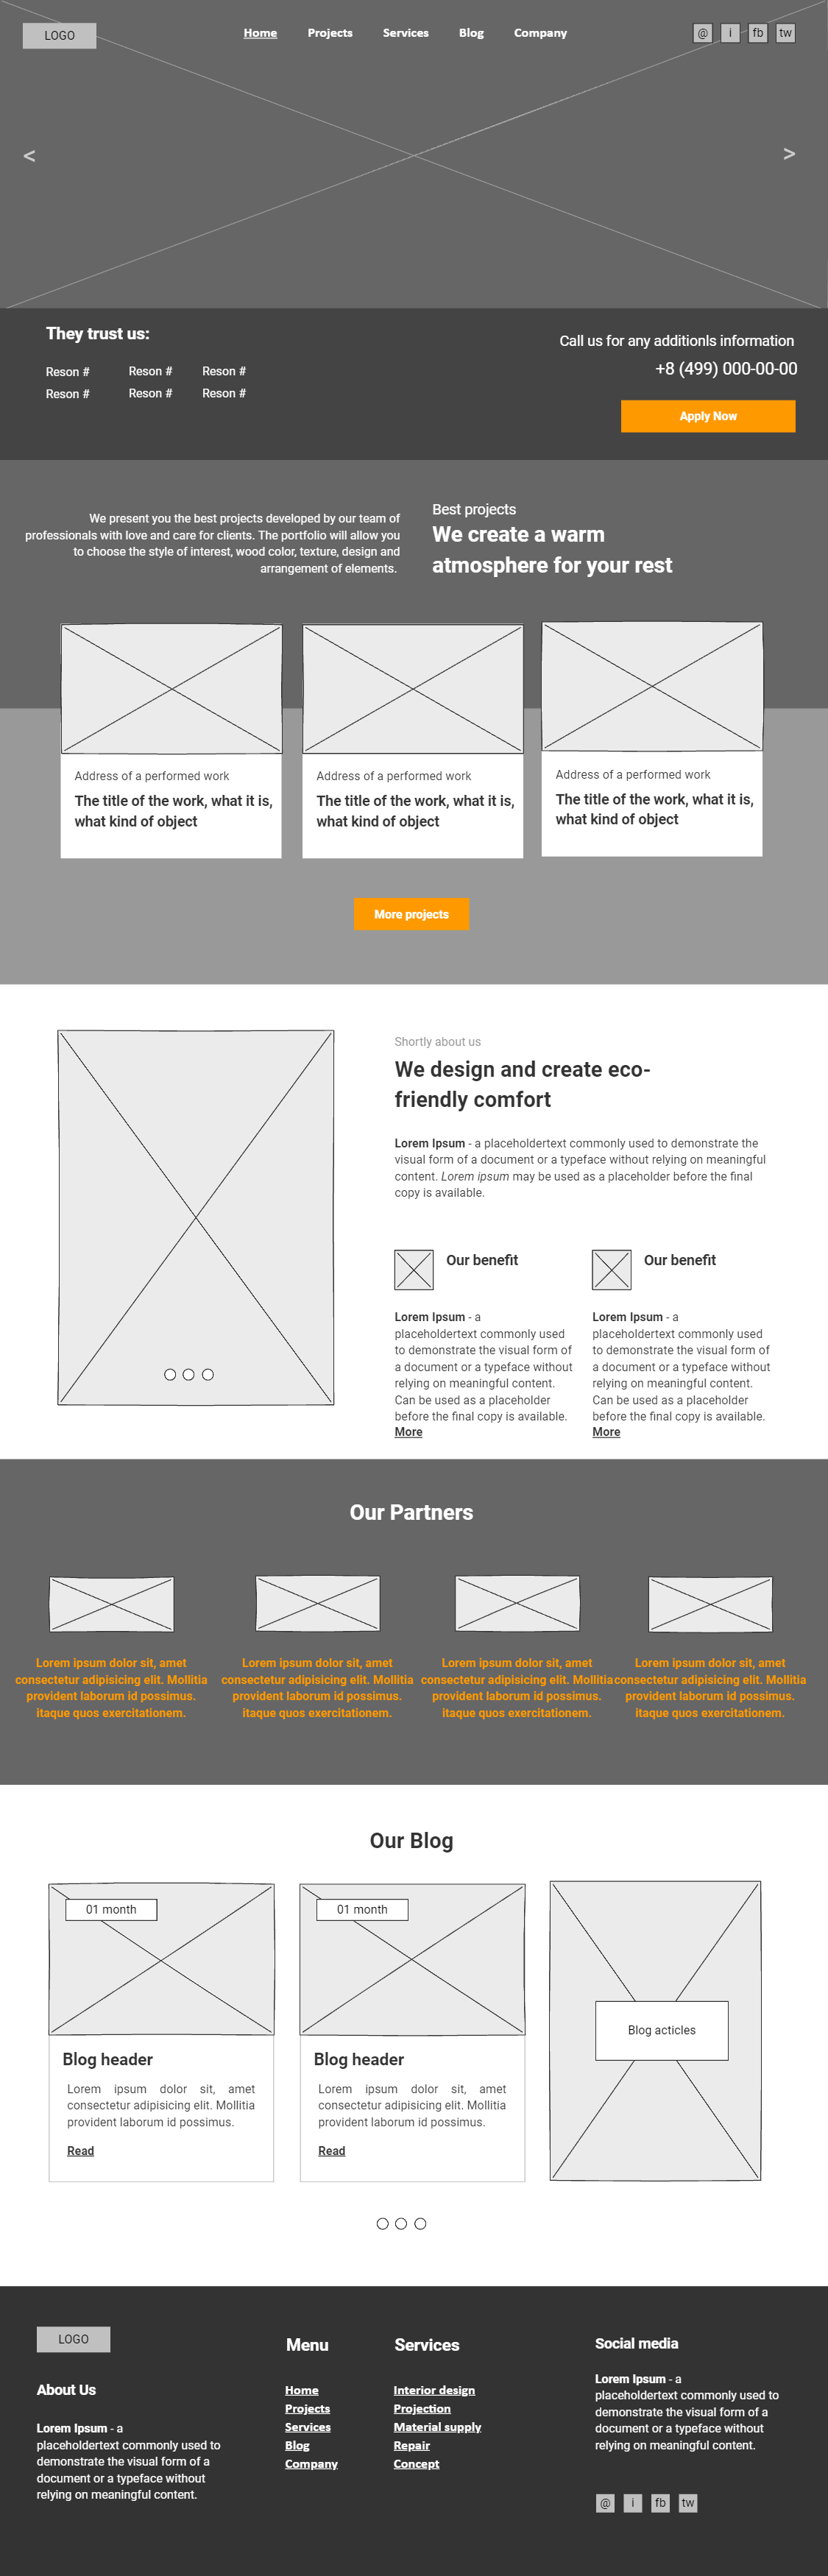 LOGO
Home Projects Services Blog Company
@ i fb tw
< >
They trust us:
Reson # Reson # Reson #
Reson # Reson # Reson #
Call us for any additionls information
+8 (499) 000-00-00
Apply Now
We present you the best projects developed by our team of
professionals with love and care for clients. The portfolio will allow you
to choose the style of interest, wood color, texture, design and
arrangement of elements.
Best projects
We create a warm
atmosphere for your rest
Address of a performed work
The title of the work, what it is,
what kind of object
Address of a performed work
The title of the work, what it is,
what kind of object
Address of a performed work
The title of the work, what it is,
what kind of object
More projects
Shortly about us
We design and create eco-
friendly comfort
Lorem Ipsum - a placeholdertext commonly used to demonstrate the
visual form of a document or a typeface without relying on meaningful
content. Lorem ipsum may be used as a placeholder before the final
copy is available.
Our benefit
Lorem Ipsum - a
placeholdertext commonly used
to demonstrate the visual form of
a document or a typeface without
relying on meaningful content.
Can be used as a placeholder
before the final copy is available.
More
Our benefit
Lorem Ipsum - a
placeholdertext commonly used
to demonstrate the visual form of
a document or a typeface without
relying on meaningful content.
Can be used as a placeholder
before the final copy is available.
More
Our Partners
Lorem ipsum dolor sit, amet
consectetur adipisicing elit. Mollitia
provident laborum id possimus.
itaque quos exercitationem.
Lorem ipsum dolor sit, amet
consectetur adipisicing elit. Mollitia
provident laborum id possimus.
itaque quos exercitationem.
Lorem ipsum dolor sit, amet
consectetur adipisicing elit. Mollitia
provident laborum id possimus.
itaque quos exercitationem.
Lorem ipsum dolor sit, amet
consectetur adipisicing elit. Mollitia
provident laborum id possimus.
itaque quos exercitationem.
Our Blog
01 month
Blog header
Lorem ipsum dolor sit, amet
consectetur adipisicing elit. Mollitia
provident laborum id possimus.
Read
01 month
Blog header
Lorem ipsum dolor sit, amet
consectetur adipisicing elit. Mollitia
provident laborum id possimus.
Read
Blog acticles
LOGO
About Us
Lorem Ipsum - a
placeholdertext commonly used to
demonstrate the visual form of a
document or a typeface without
relying on meaningful content.
Menu
Home
Projects
Services
Blog
Company
Services
Interior design
Projection
Material supply
Repair
Concept
Social media
Lorem Ipsum - a
placeholdertext commonly used to
demonstrate the visual form of a
document or a typeface without
relying on meaningful content.
@ i fb tw